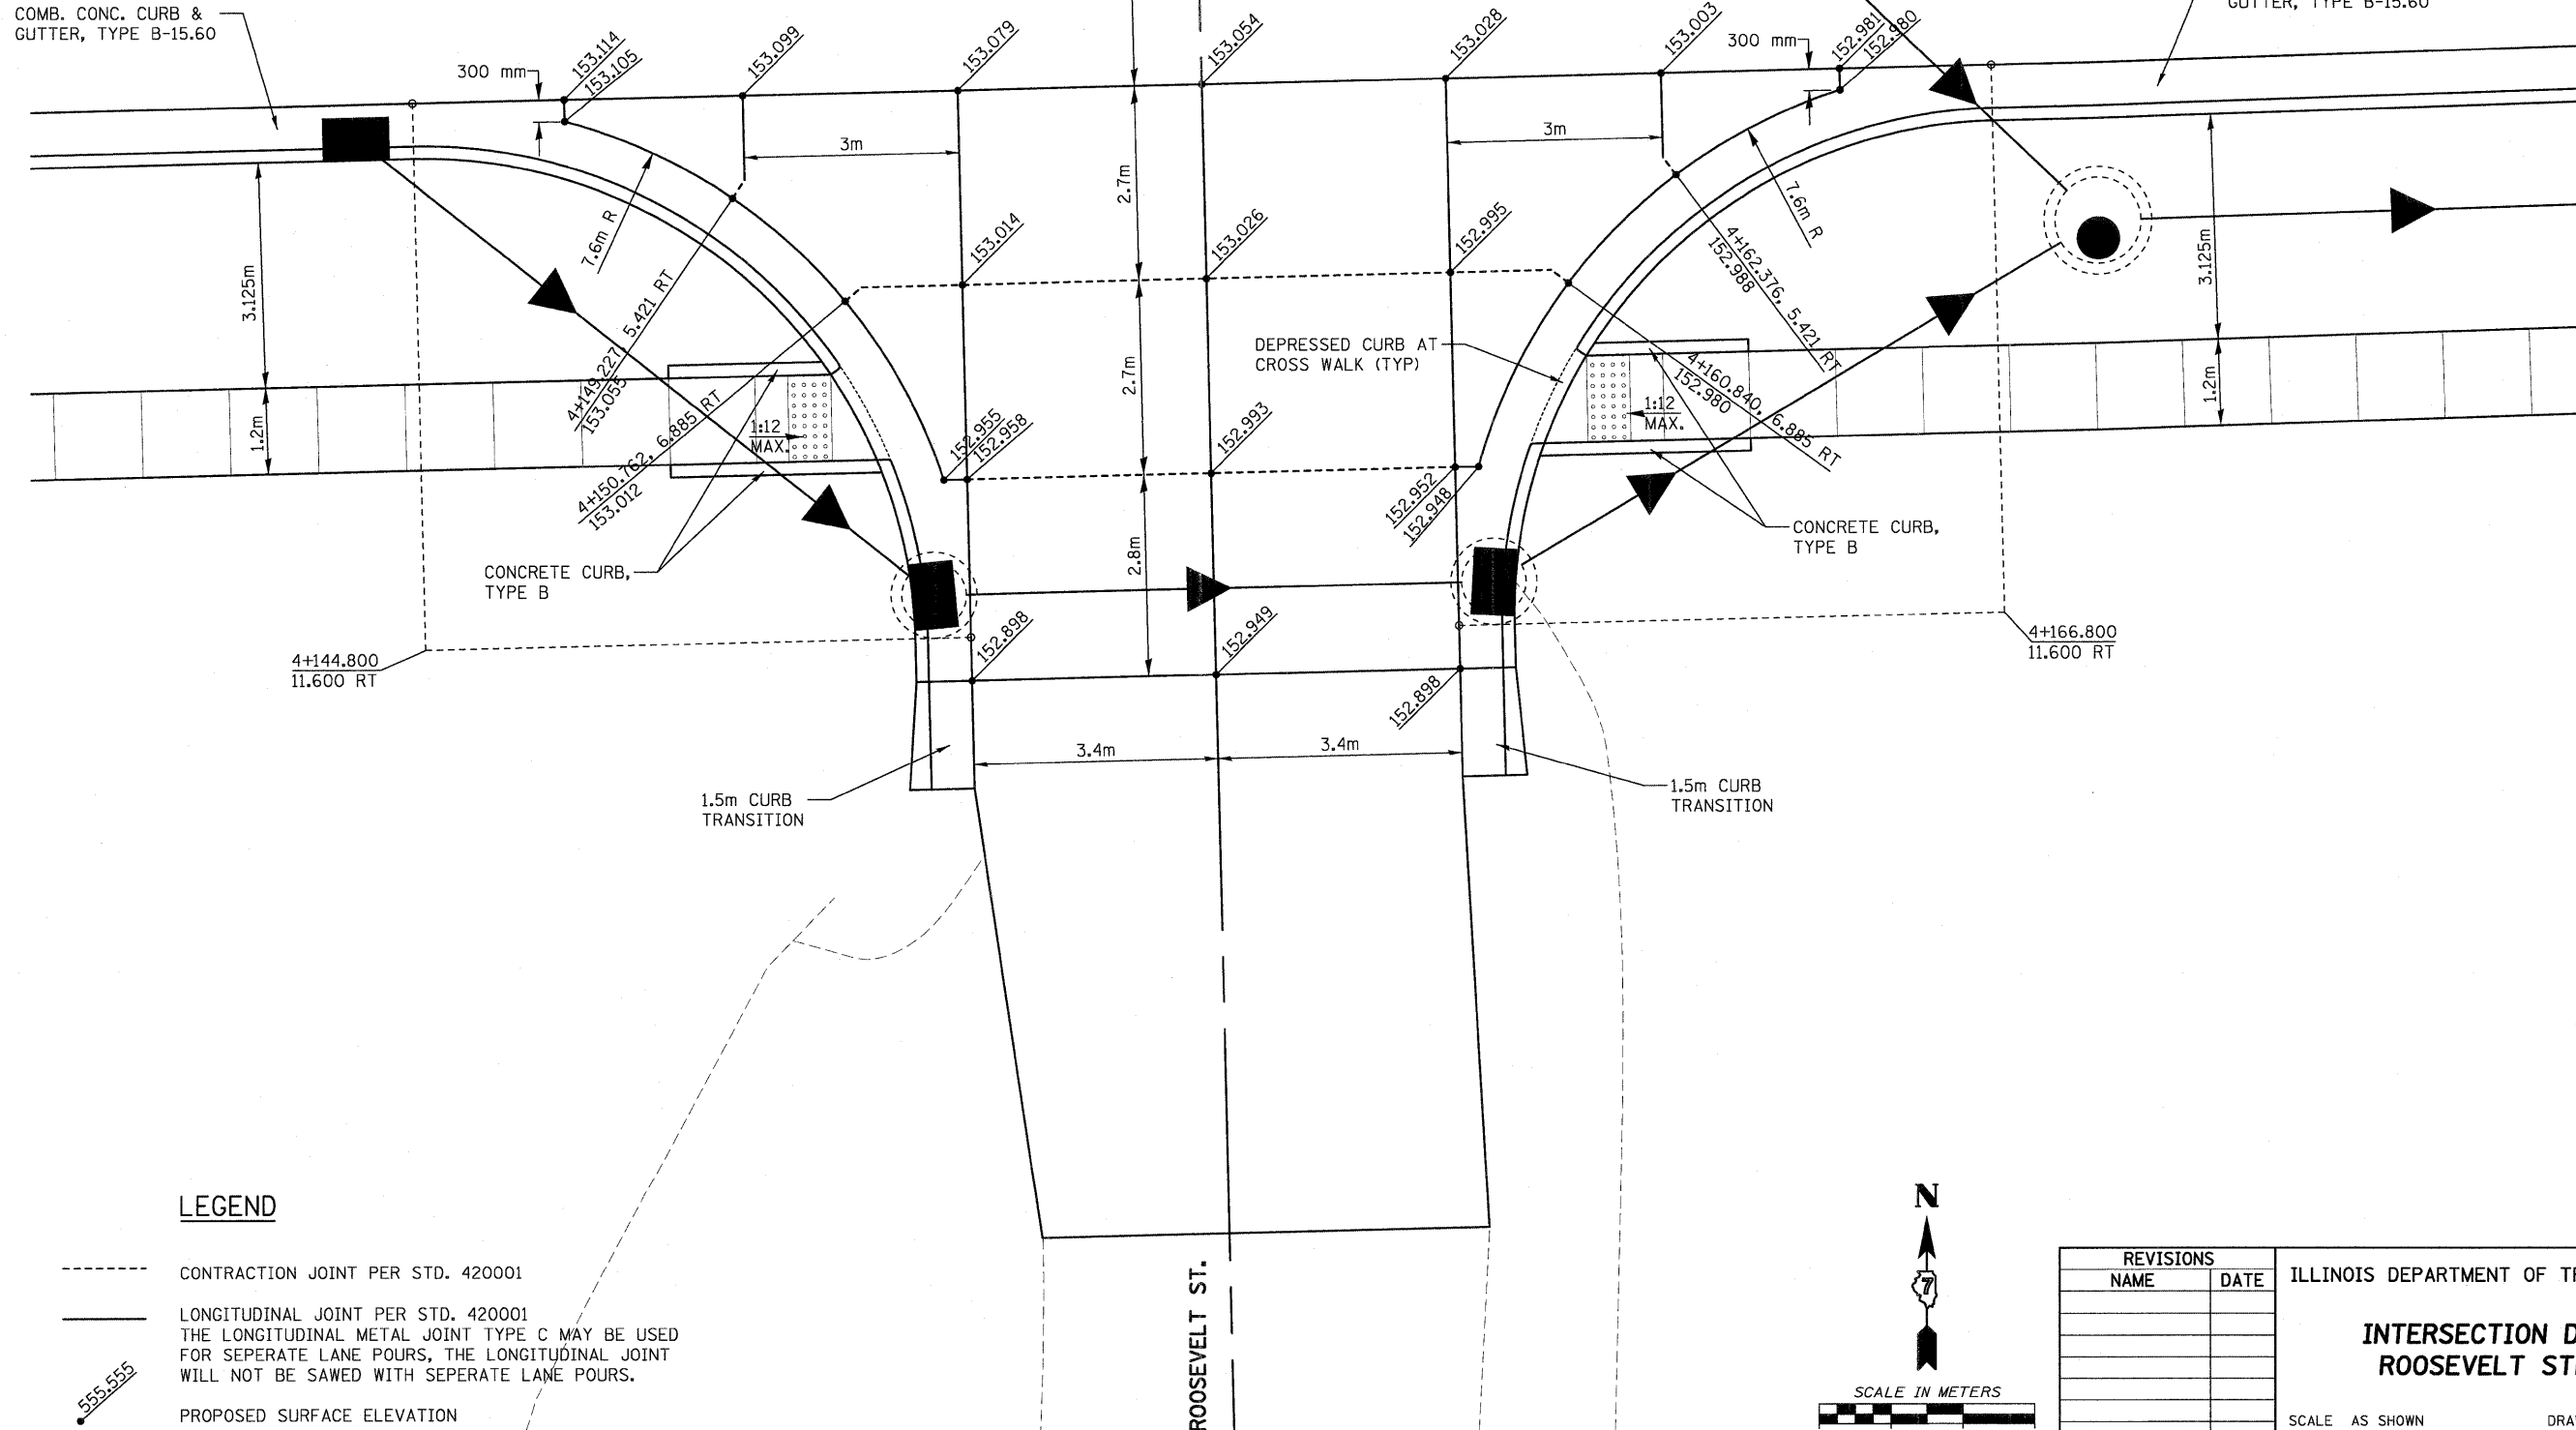 COMB. CONC. CURB &
GUTTER, TYPE B-15.60
GUTTER, TYPE B-15.60
300 mm
153.114
153.105
153.099
153.079
153.054
153.028
153.003
300 mm
152.981
152.980
3m
3m
2.7m
7.6m R
7.6m R
153.014
153.026
152.995
4+149.227, 5.421 RT
153.055
4+162.376, 5.421 RT
152.988
3.125m
3.125m
DEPRESSED CURB AT
CROSS WALK (TYP)
2.7m
4+150.762, 6.885 RT
153.012
4+160.840, 6.885 RT
152.980
1.2m
1.2m
1:12
MAX.
1:12
MAX.
152.955
152.958
152.993
152.952
152.948
CONCRETE CURB,
TYPE B
CONCRETE CURB,
TYPE B
2.8m
152.898
152.949
152.898
4+144.800
11.600 RT
4+166.800
11.600 RT
3.4m
3.4m
1.5m CURB
TRANSITION
1.5m CURB
TRANSITION
ROOSEVELT ST.
LEGEND
CONTRACTION JOINT PER STD. 420001
LONGITUDINAL JOINT PER STD. 420001
THE LONGITUDINAL METAL JOINT TYPE C MAY BE USED
FOR SEPERATE LANE POURS, THE LONGITUDINAL JOINT
WILL NOT BE SAWED WITH SEPERATE LANE POURS.
555.555
PROPOSED SURFACE ELEVATION
N
7
SCALE IN METERS
REVISIONS
NAME DATE
ILLINOIS DEPARTMENT OF TR
INTERSECTION D
ROOSEVELT ST
SCALE AS SHOWN
DRA